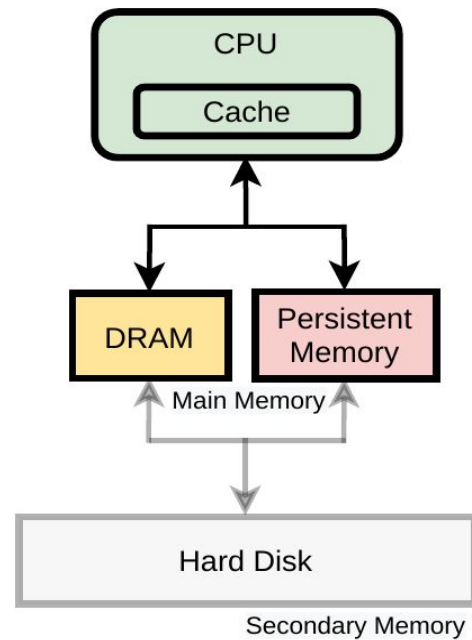 CPU
Cache
DRAM
Persistent
Memory
Main Memory
Hard Disk
Secondary Memory